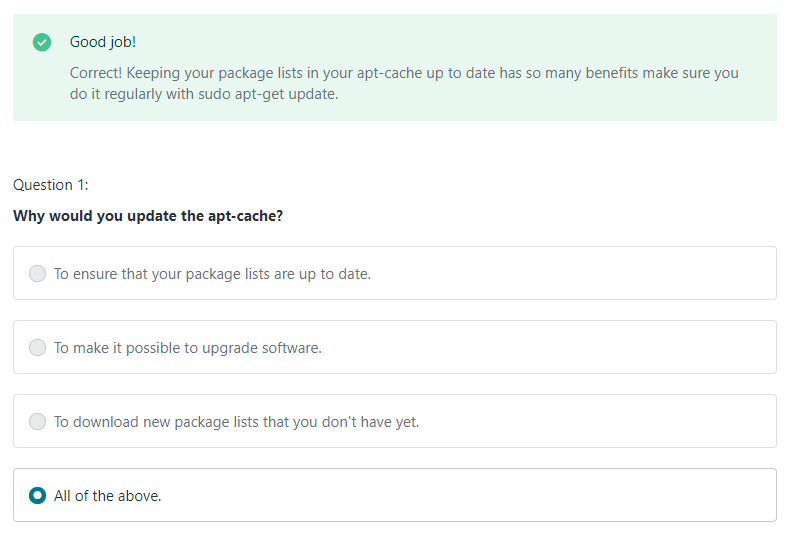 Good job!
Correct! Keeping your package lists in your apt-cache up to date has so many benefits make sure you
do it regularly with sudo apt-get update.
Question 1:
Why would you update the apt-cache?
To ensure that your package lists are up to date.
To make it possible to upgrade software.
To download new package lists that you don't have yet.
All of the above.